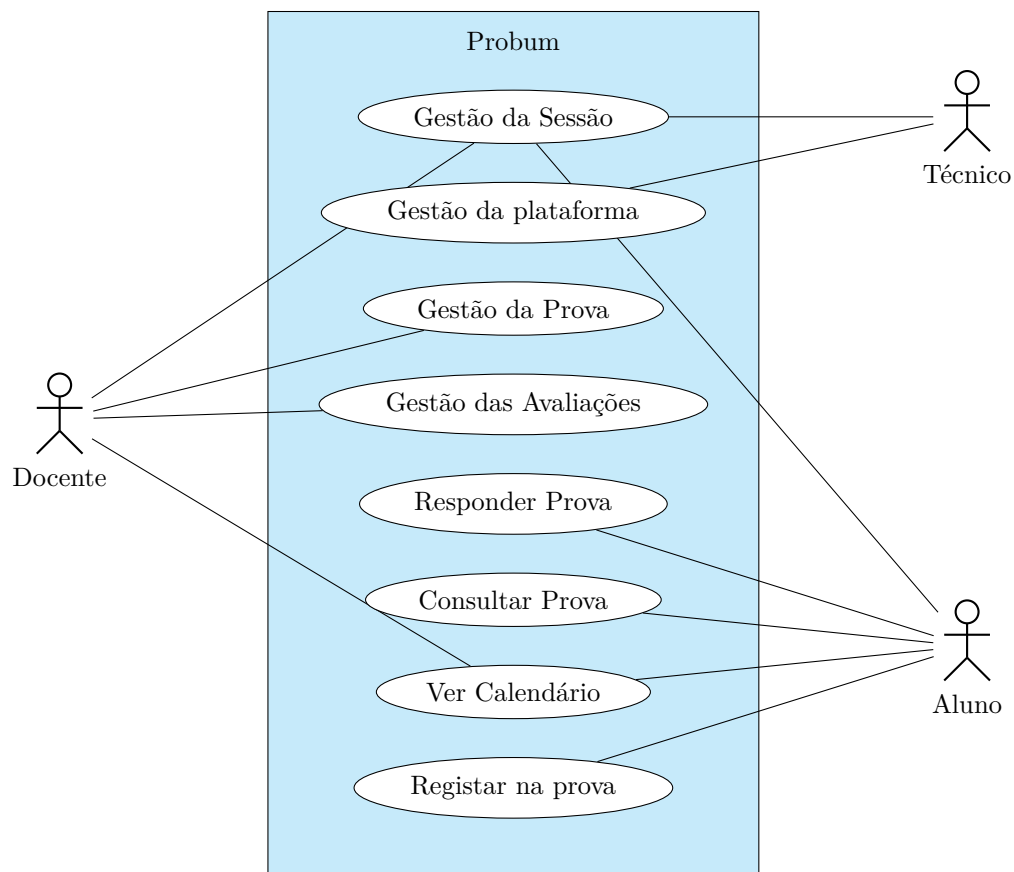 Probum
Gestão da Sessão
Técnico
Gestão da plataforma
Gestão da Prova
Gestão das Avaliações
Docente
Responder Prova
Consultar Prova
Ver Calendário
Aluno
Registar na prova